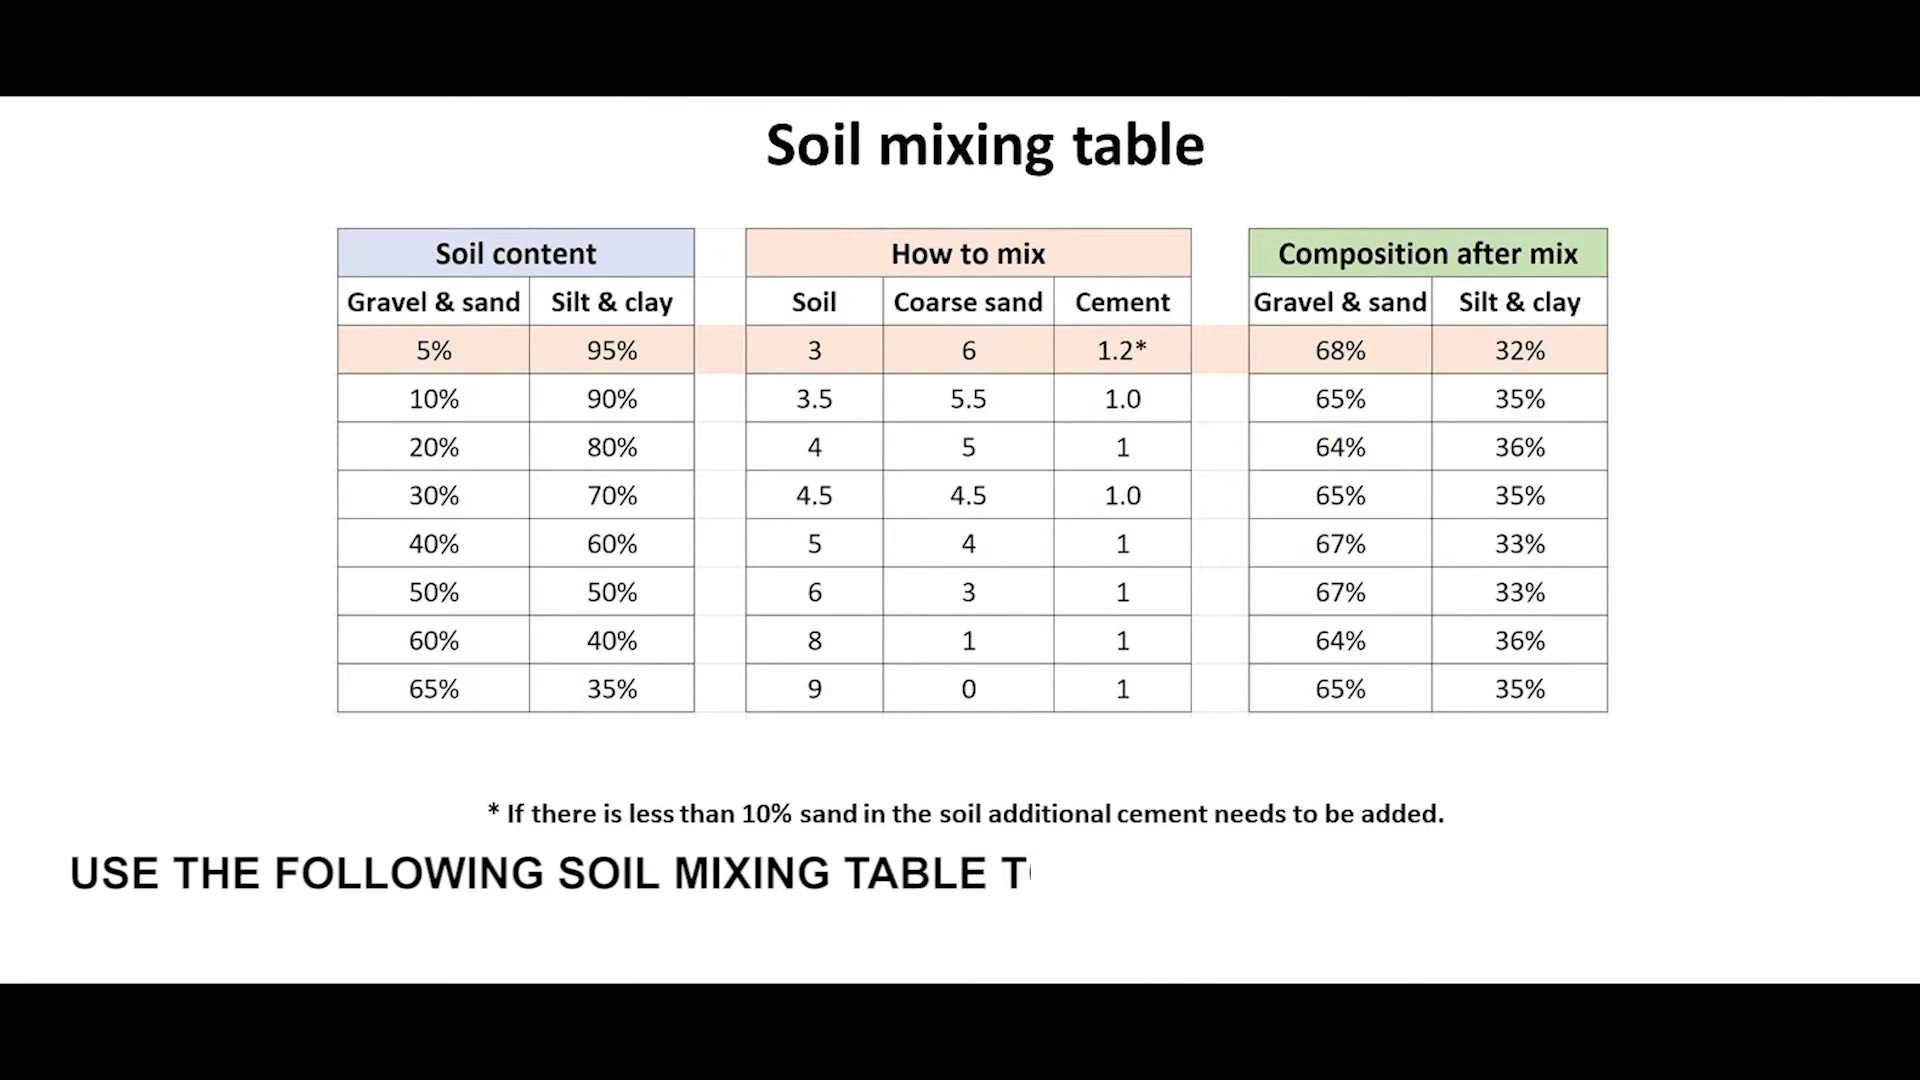 Soil mixing table
Soil content How to mix Composition after mix
Gravel & sand Silt & clay Soil Coarse sand Cement Gravel & sand Silt & clay
5% 95% 3 6 1.2* 68% 32%
10% 90% 3.5 5.5 1.0 65% 35%
20% 80% 4 5 1 64% 36%
30% 70% 4.5 4.5 1.0 65% 35%
40% 60% 5 4 1 67% 33%
50% 50% 6 3 1 67% 33%
60% 40% 8 1 1 64% 36%
65% 35% 9 0 1 65% 35%
* If there is less than 10% sand in the soil additional cement needs to be added.
USE THE FOLLOWING SOIL MIXING TABLE